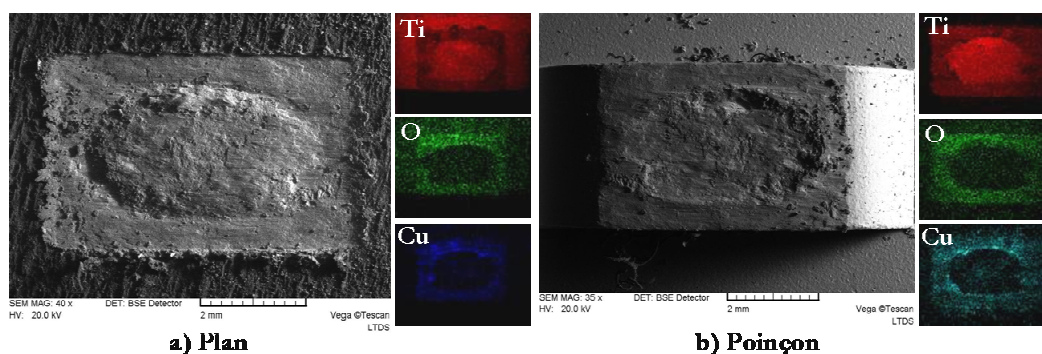 Ti
O
Cu
SEM MAG: 40 x DET: BSE Detector
HV: 20.0 kV 2 mm Vega ©Tescan
LTDS
a) Plan
Ti
O
Cu
SEM MAG: 35 x DET: BSE Detector
HV: 20.0 kV 2 mm Vega ©Tescan
LTDS
b) Poinçon